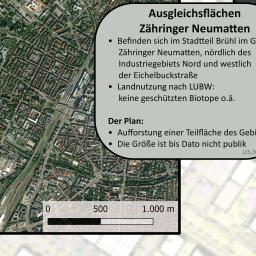 Ausgleichsflächen
Zähringer Neumatten
• Befinden sich im Stadtteil Brühl im G
Zähringer Neumatten, nördlich des
Industriegebiets Nord und westlich
der Eichelbuckstraße
• Landnutzung nach LUBW:
keine geschützten Biotope o.ä.
Der Plan:
• Aufforstung einer Teilfläche des Gebi
• Die Größe ist bis Dato nicht publik
0 500 1.000 m